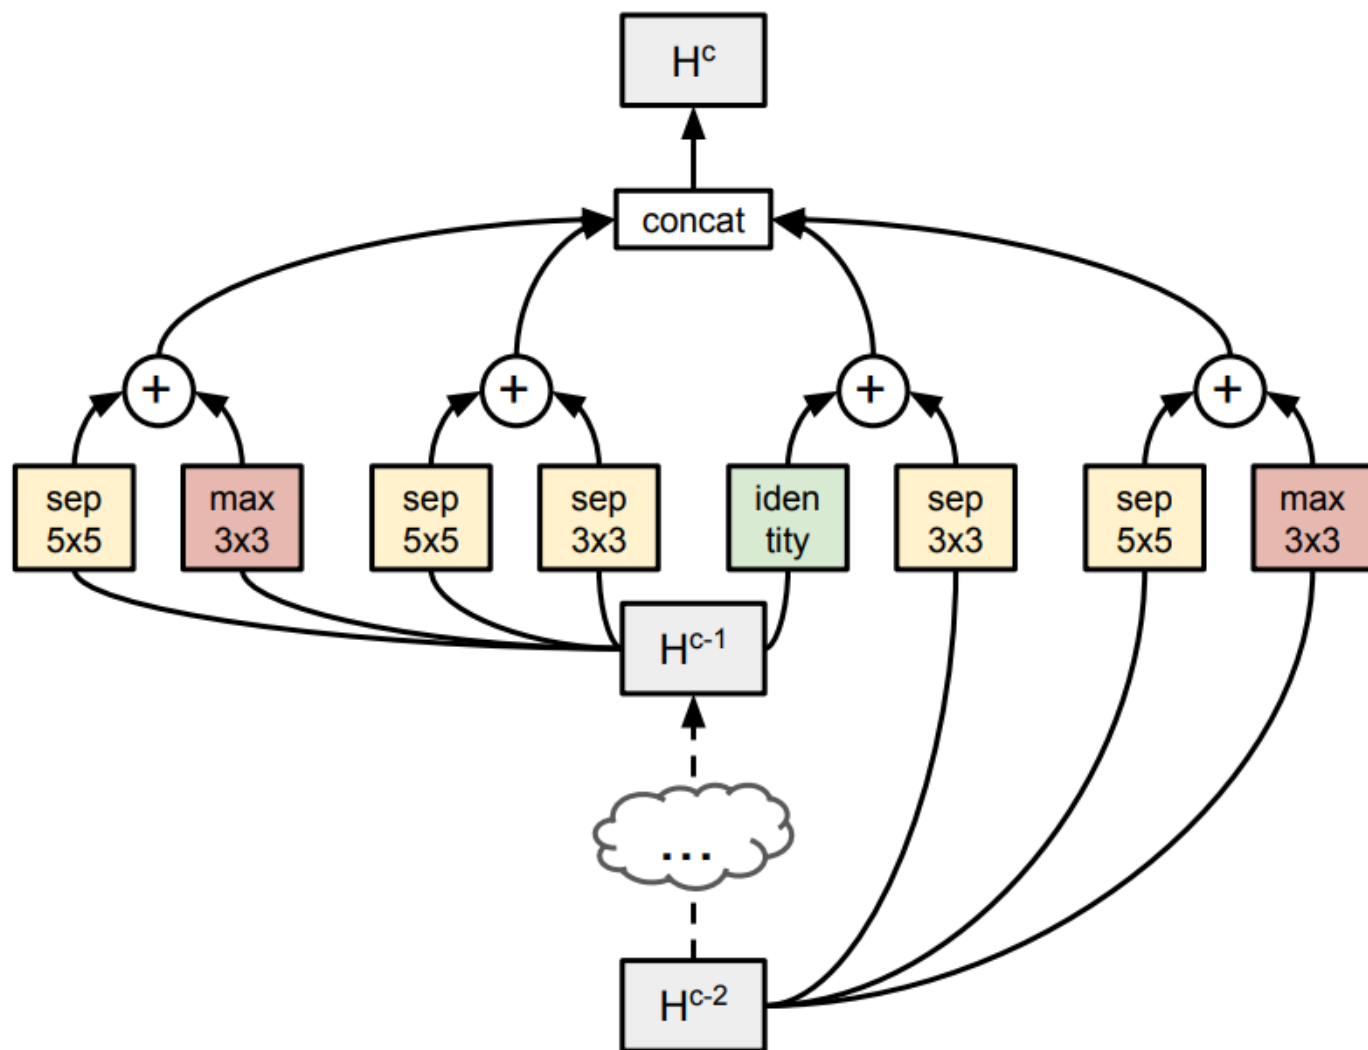 H^c
concat
+ + + +
sep max sep sep iden sep sep max
5x5 3x3 5x5 3x3 tity 3x3 5x5 3x3
H^c-1
...
H^c-2